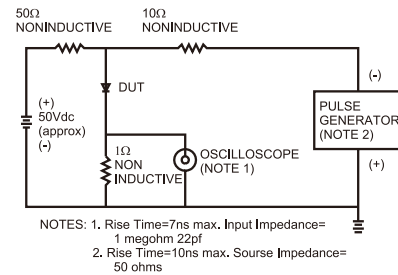 50Ω
NONINDUCTIVE
10Ω
NONINDUCTIVE
DUT
(+)
50Vdc
(approx)
(-)
1Ω
NON
INDUCTIVE
OSCILLOSCOPE
(NOTE 1)
(-)
PULSE
GENERATOR
(NOTE 2)
(+)
NOTES: 1. Rise Time=7ns max. Input Impedance=
1 megohm 22pf
2. Rise Time=10ns max. Sourse Impedance=
50 ohms